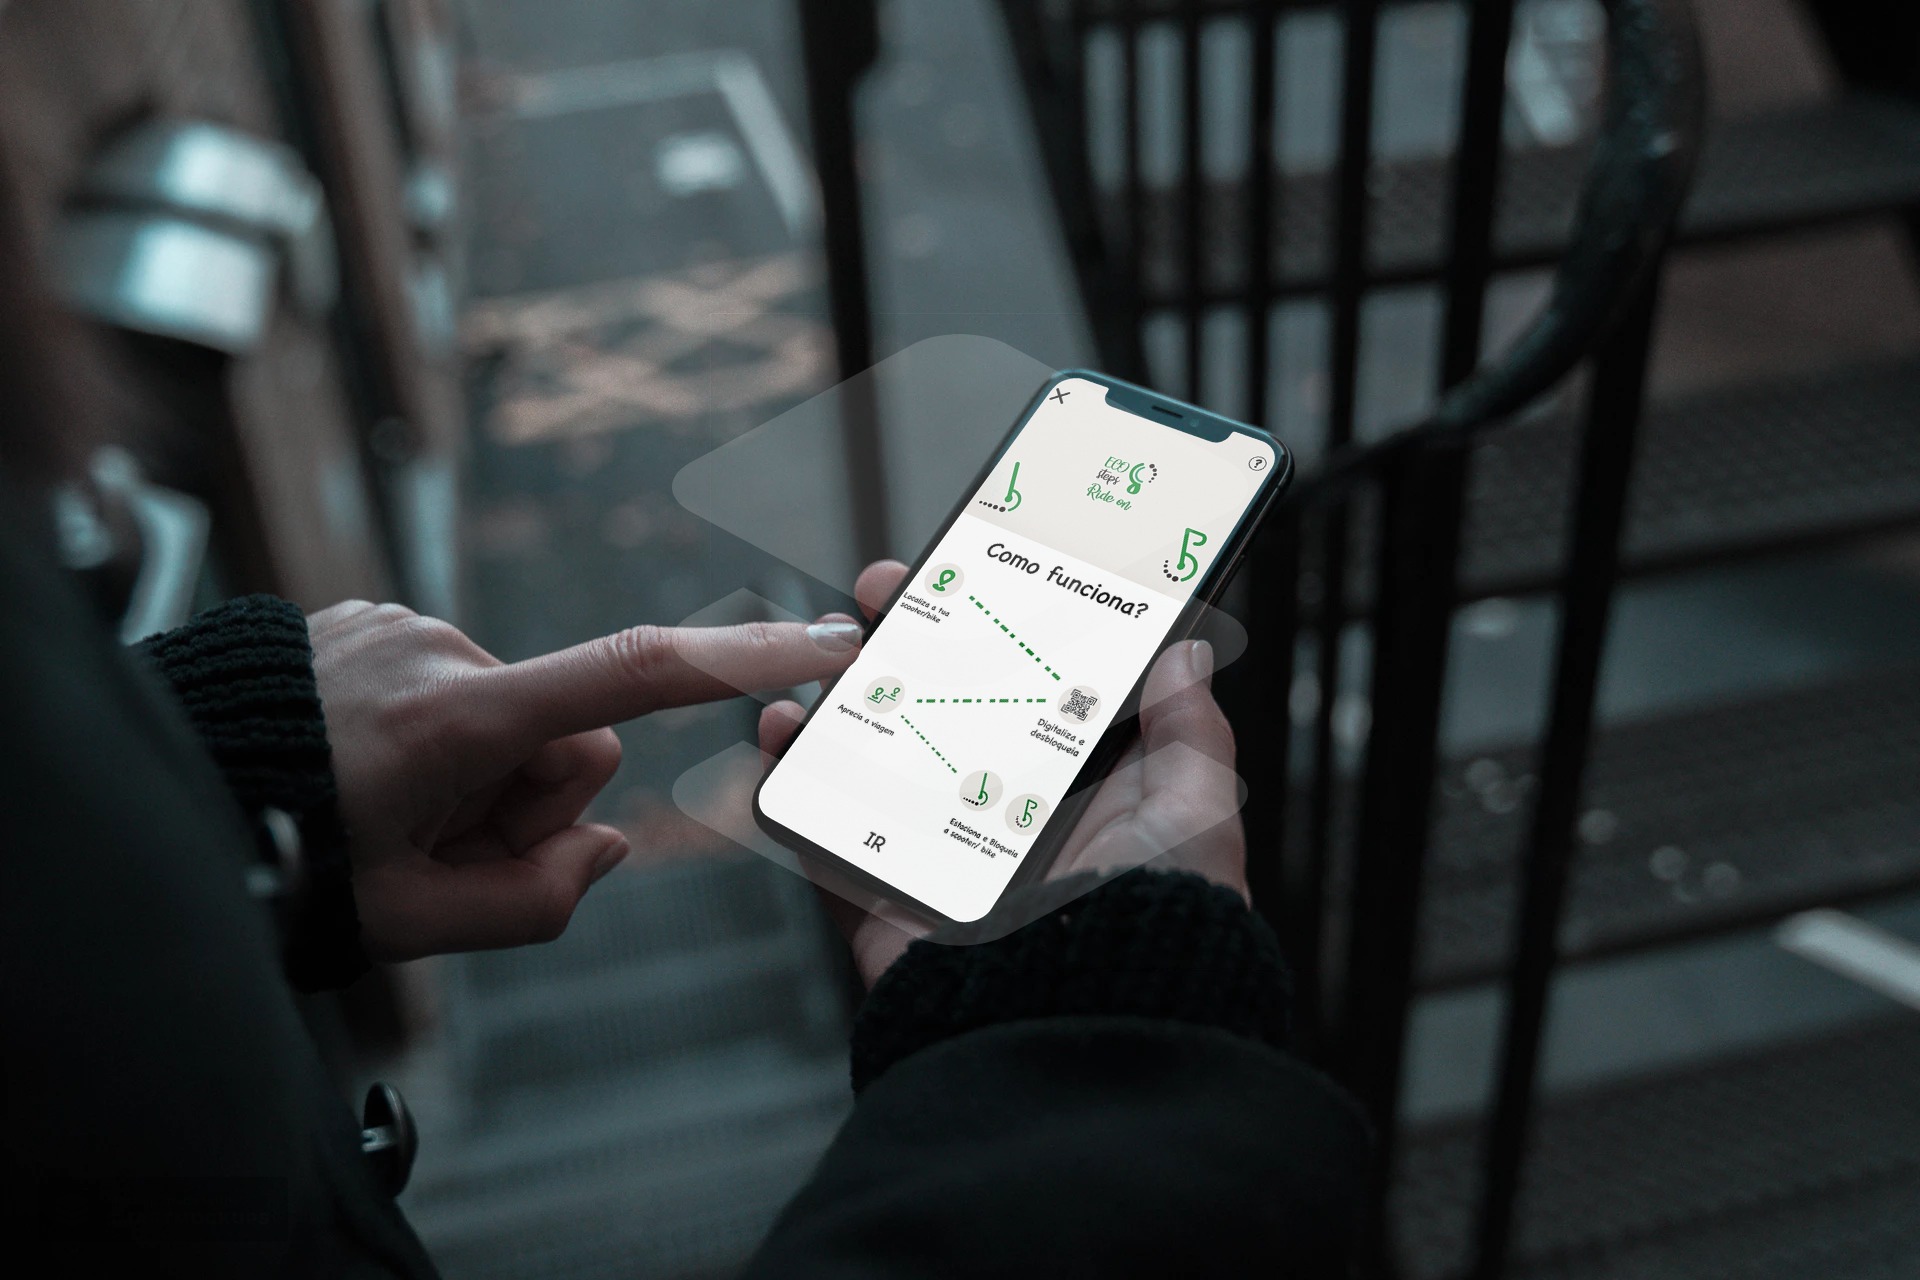 ECO
steps
Ride on
?
Como funciona?
Localiza a tua
scooter/bike
Digitaliza e
desbloqueia
Aprecia a viagem
Estaciona e Bloqueia
a scooter/ bike
IR